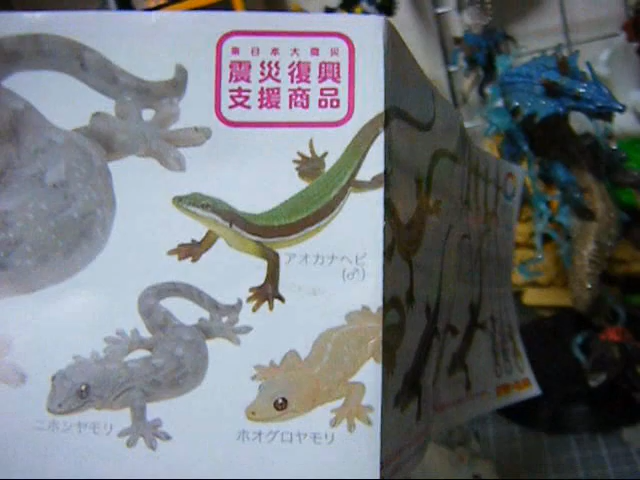 東日本大震災
震災復興
支援商品
アオカナヘビ
(♂)
ニホンヤモリ
ホオグロヤモリ